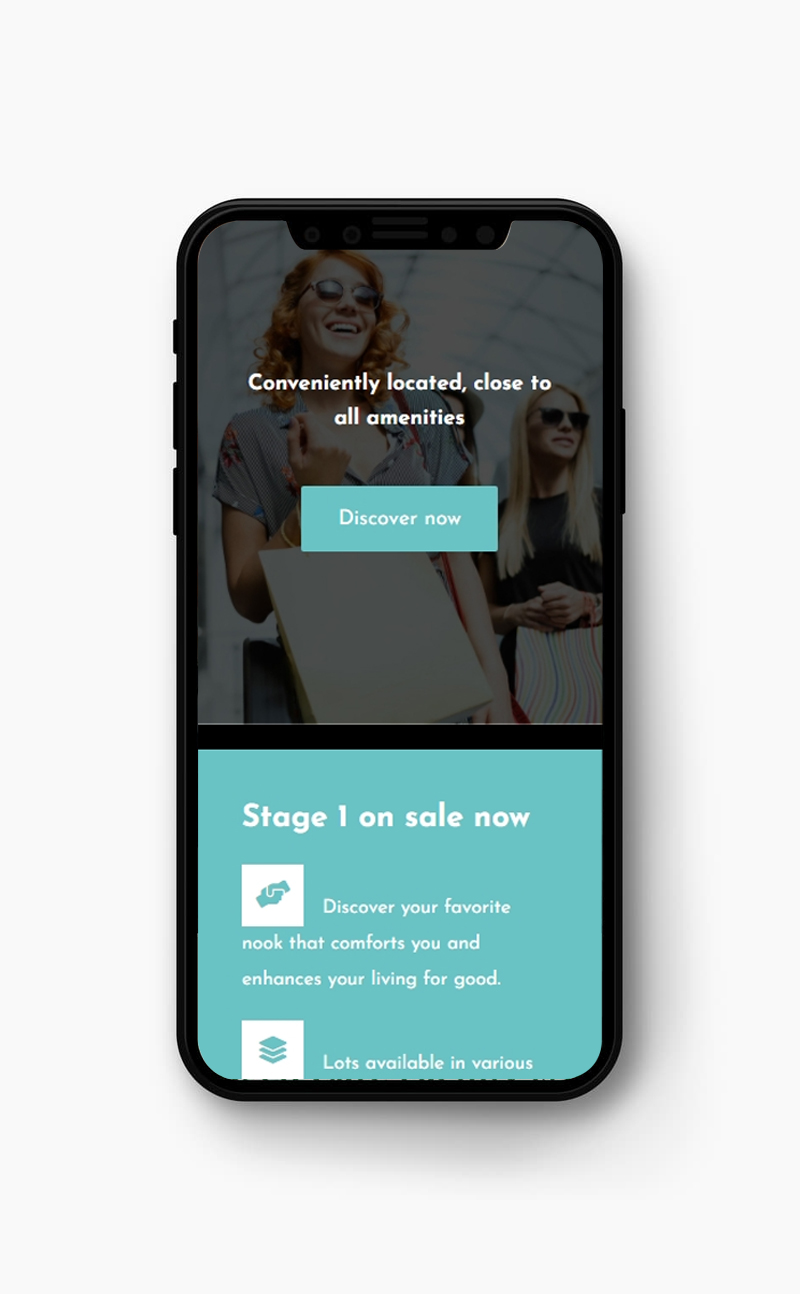 Conveniently located, close to
all amenities
Discover now
Stage 1 on sale now
Discover your favorite
nook that comforts you and
enhances your living for good.
Lots available in various